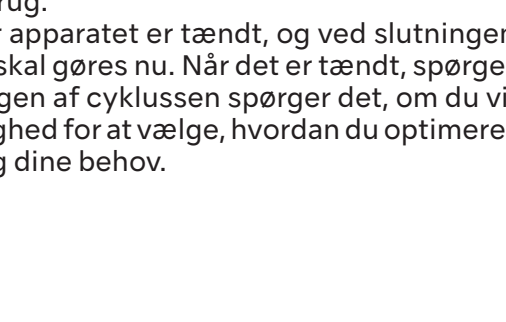 rug.
apparatet er tændt, og ved slutningen
skal gøres nu. Når det er tændt, spørge
gen af cyklussen spørger det, om du vi
ghed for at vælge, hvordan du optimere
g dine behov.